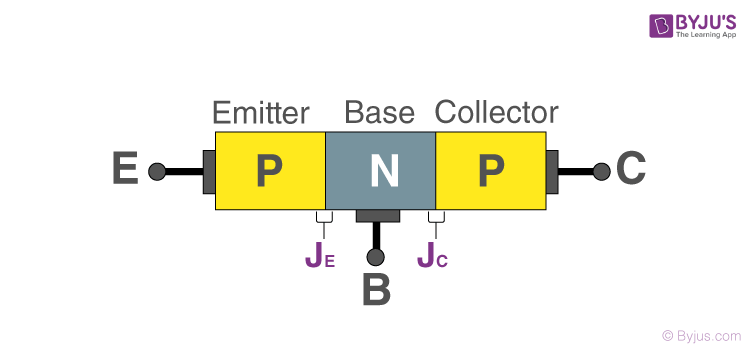 BYJU'S
The Learning App
Emitter Base Collector
E P N P C
JE JC
B
© Byjus.com